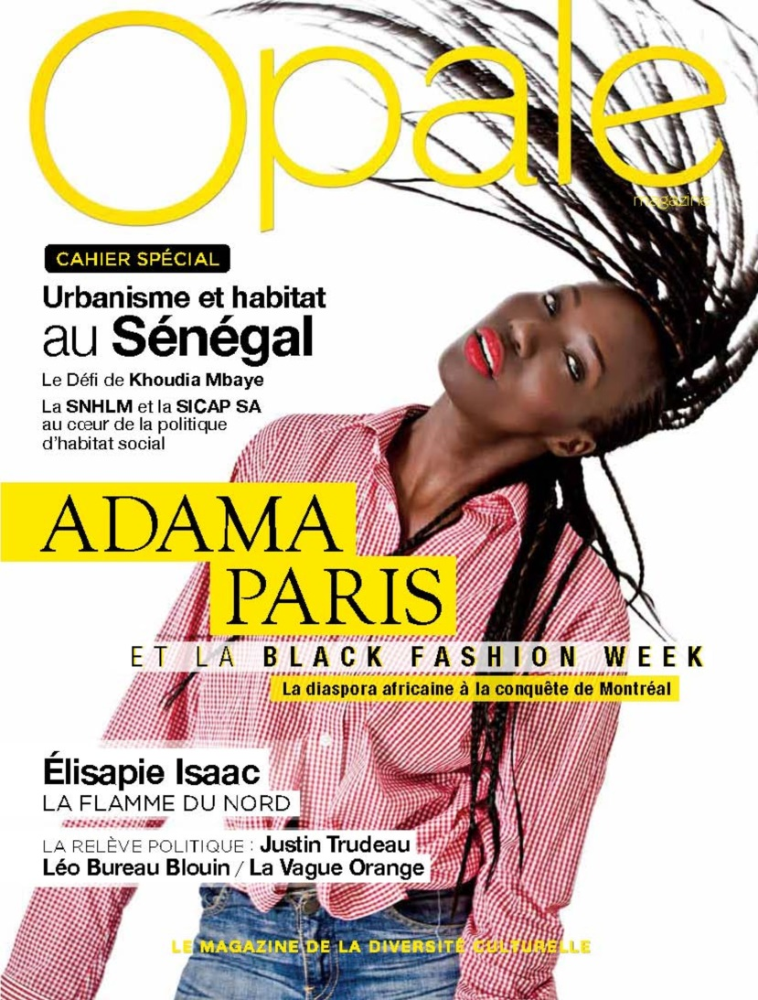 Opale
magazine
CAHIER SPÉCIAL
Urbanisme et habitat
au Sénégal
Le Défi de Khoudia Mbaye
La SNHLM et la SICAP SA
au cœur de la politique
d'habitat social
ADAMA
PARIS
ET LA BLACK FASHION WEEK
La diaspora africaine à la conquête de Montréal
Élisapie Isaac
LA FLAMME DU NORD
LA RELÈVE POLITIQUE : Justin Trudeau
Léo Bureau Blouin / La Vague Orange
LE MAGAZINE DE LA DIVERSITÉ CULTURELLE